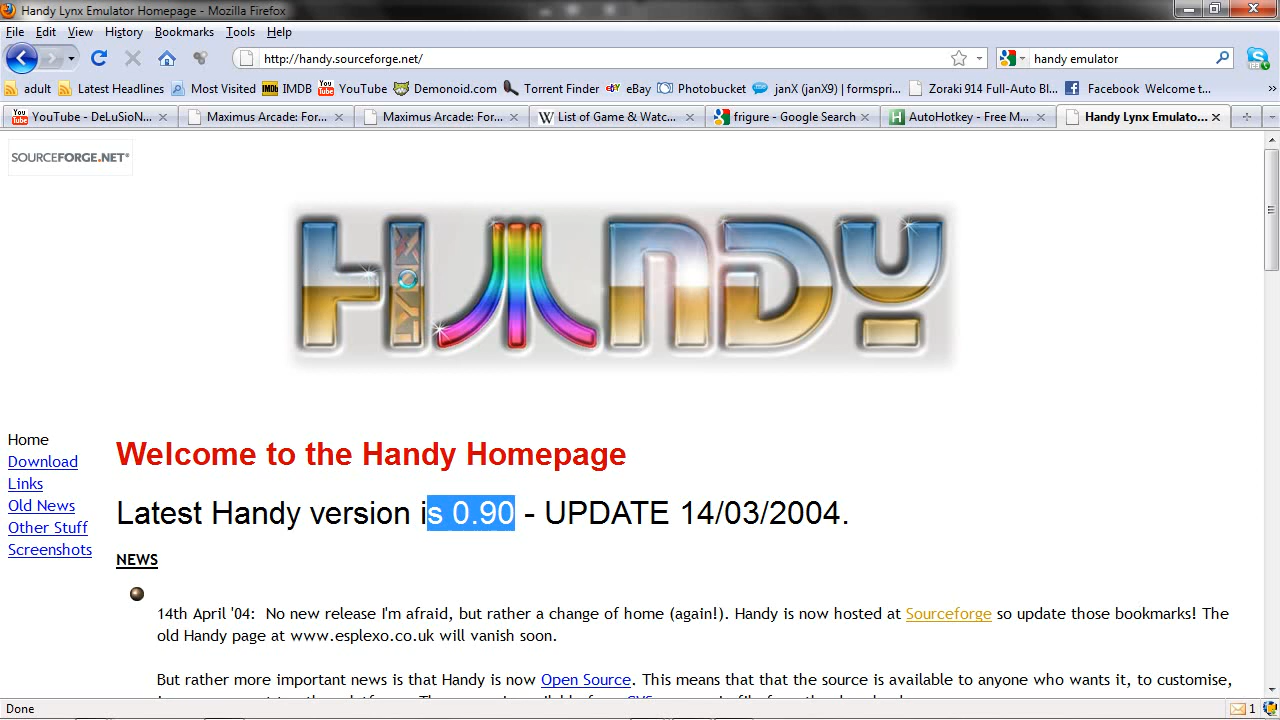 Handy Lynx Emulator Homepage - Mozilla Firefox
File Edit View History Bookmarks Tools Help
http://handy.sourceforge.net/
handy emulator
adult Latest Headlines Most Visited IMDB IMDB You Tube YouTube Demonoid.com Torrent Finder eBay Photobucket janX (janX9) | formspri... Zoraki 914 Full-Auto Bl... Facebook Welcome t... »
You Tube YouTube - DeLuSioN... Maximus Arcade: For... Maximus Arcade: For... W List of Game & Watc... frigure - Google Search H AutoHotkey - Free M... Handy Lynx Emulato...
SOURCEFORGE.NET®
HANDY
LYNX
Home
Download
Links
Old News
Other Stuff
Screenshots
Welcome to the Handy Homepage
Latest Handy version is 0.90 - UPDATE 14/03/2004.
NEWS
14th April '04: No new release I'm afraid, but rather a change of home (again!). Handy is now hosted at Sourceforge so update those bookmarks! The
old Handy page at www.esplexo.co.uk will vanish soon.
But rather more important news is that Handy is now Open Source. This means that that the source is available to anyone who wants it, to customise,
Done
1